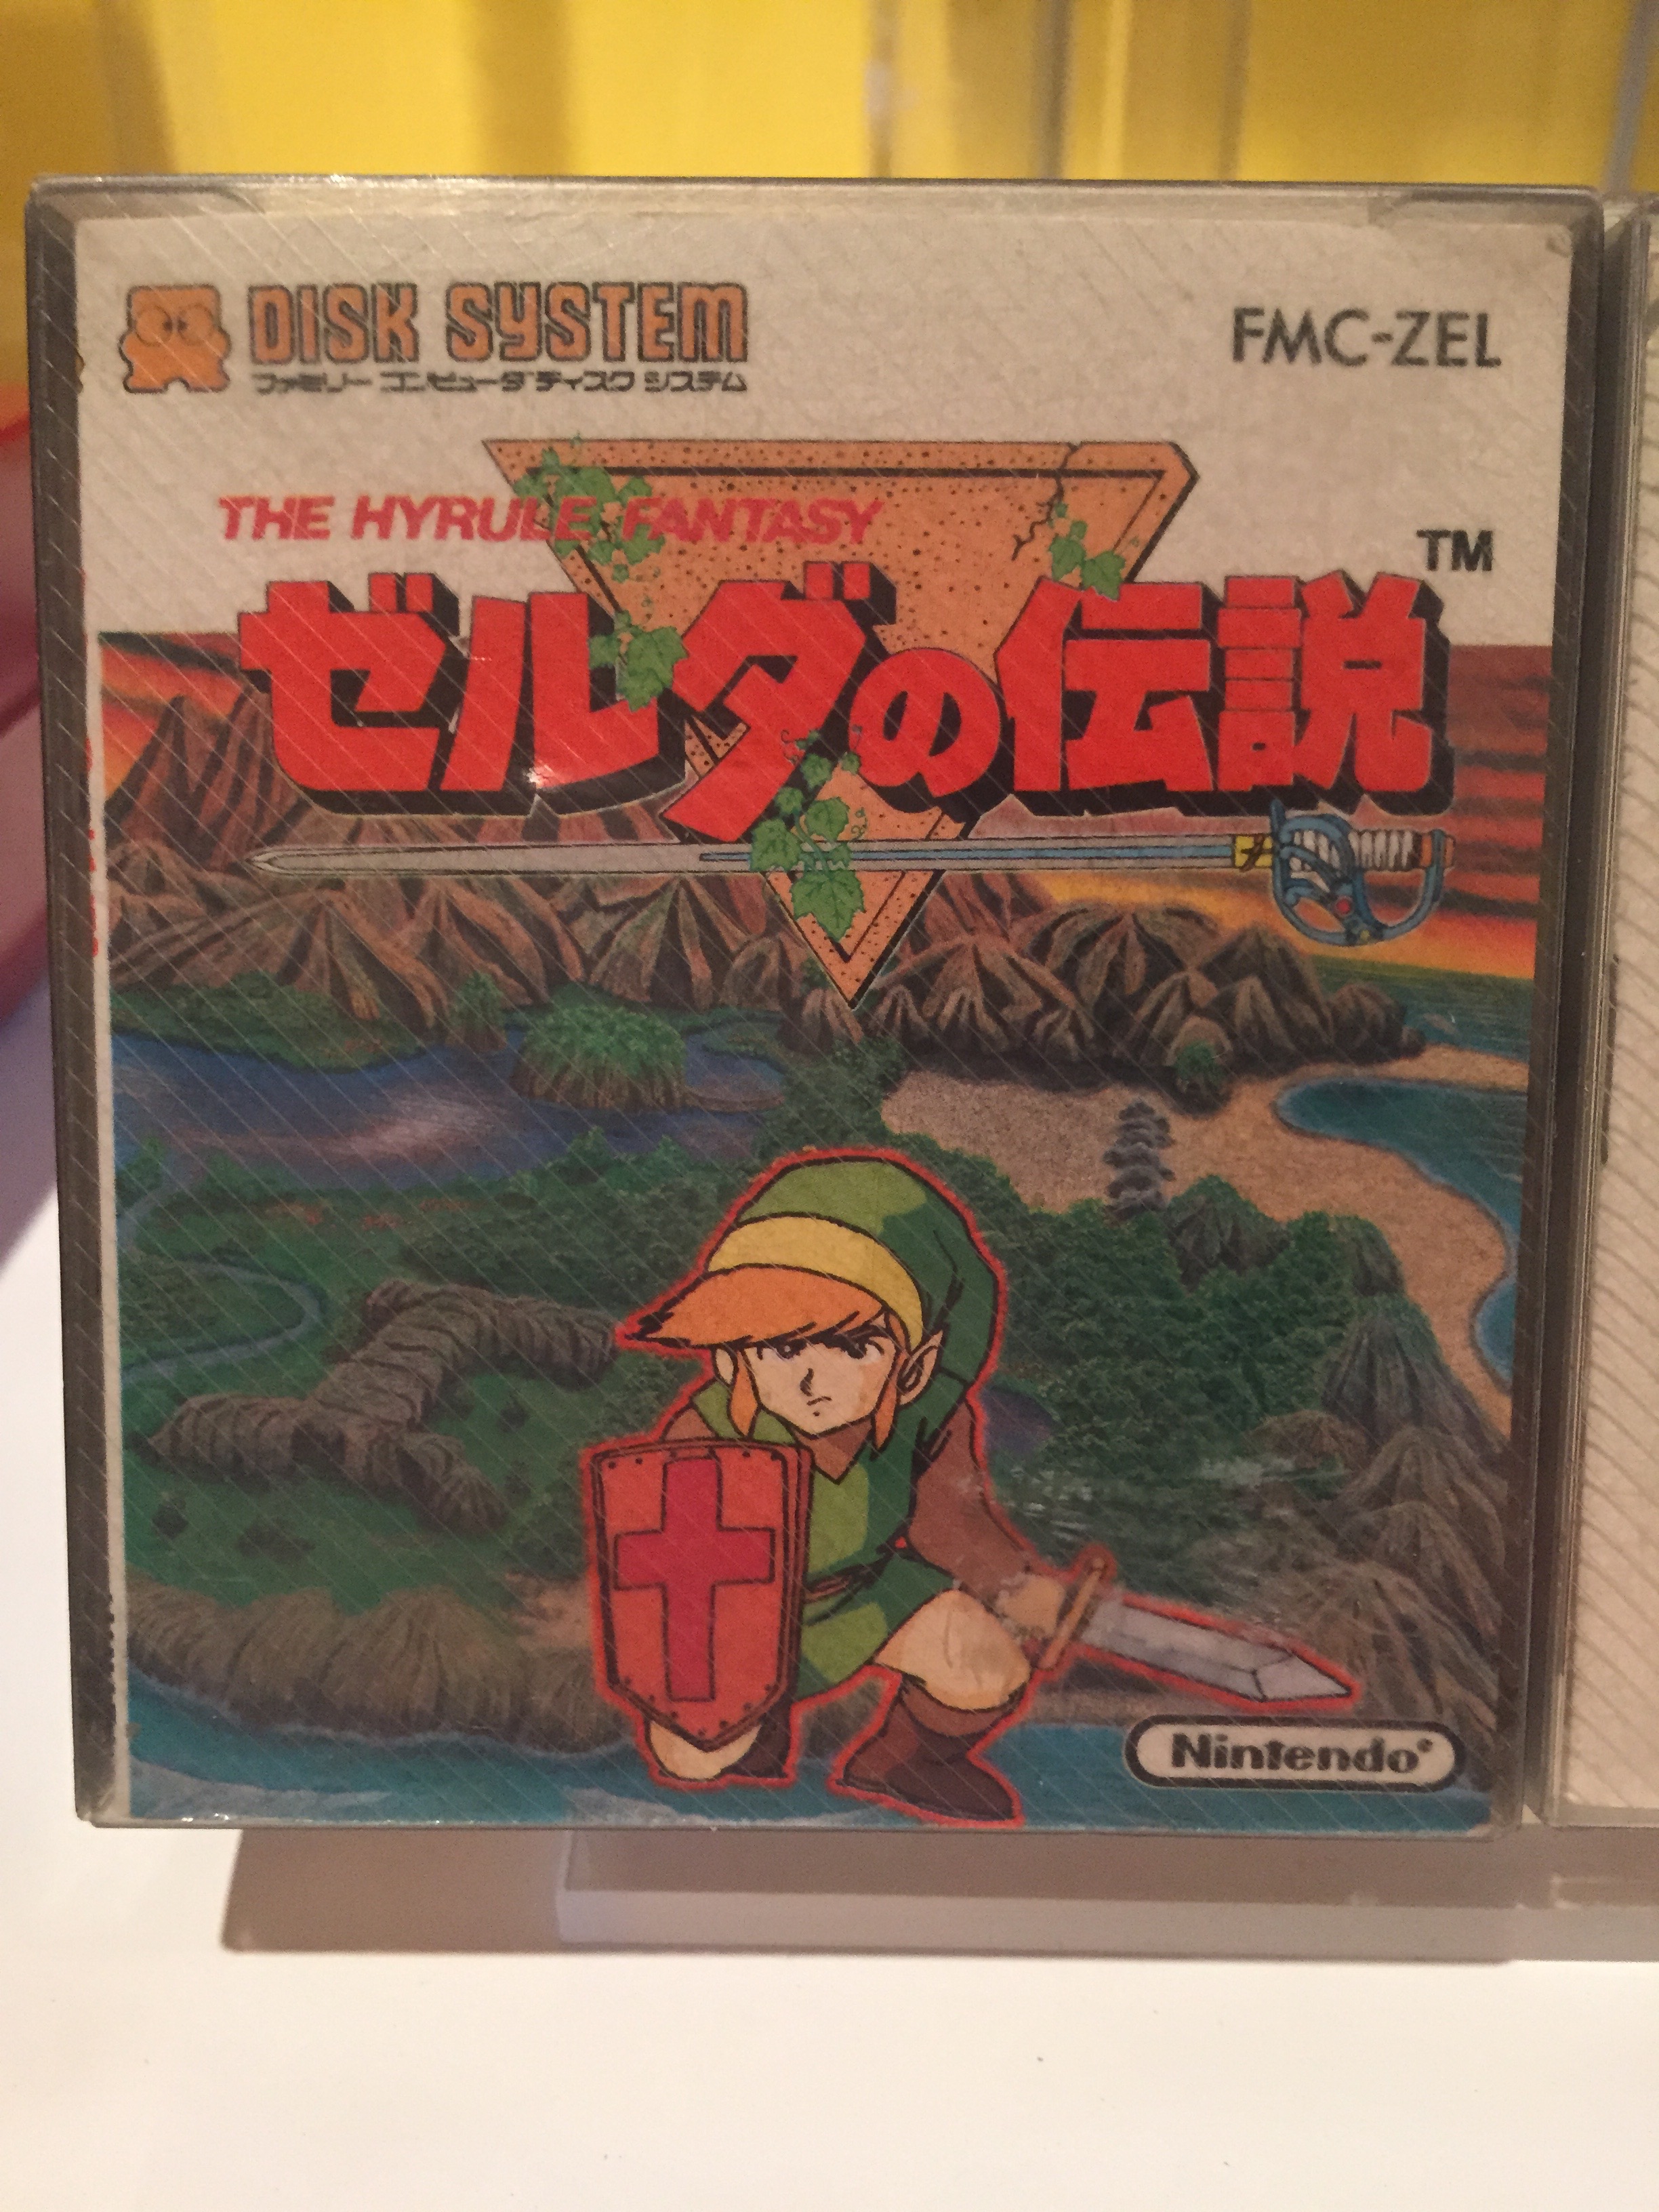 DISK SYSTEM
ファミリー コンピュータ ディスク システム
FMC-ZEL
THE HYRULE FANTASY
ゼルダの伝説
TM
Nintendo®